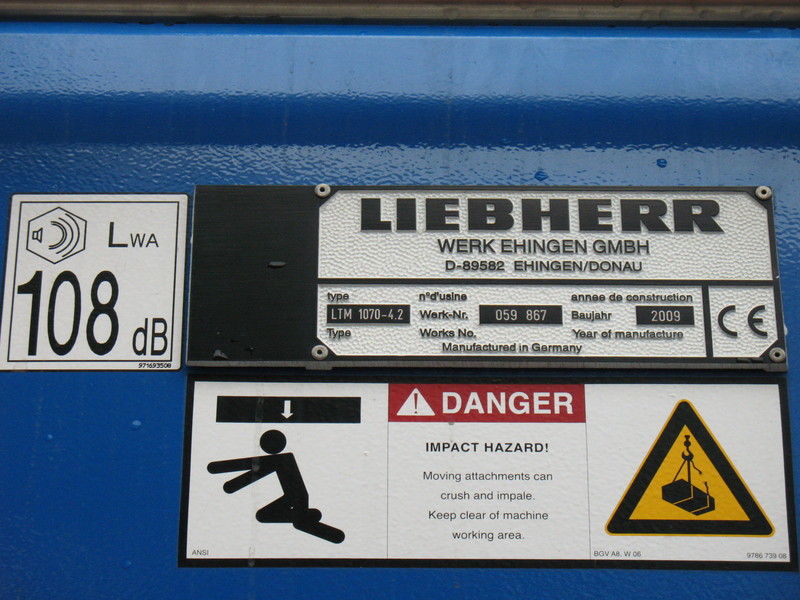 LWA
108 dB
971693508
LIEBHERR
WERK EHINGEN GMBH
D-89582 EHINGEN/DONAU
type n°d'usine annee de construction
LTM 1070-4.2 Werk-Nr. 059 867 Baujahr 2009
Type Works No. Year of manufacture
Manufactured in Germany
CE
DANGER
IMPACT HAZARD!
Moving attachments can
crush and impale.
Keep clear of machine
working area.
ANSI
BGV A8. W 06
9786 739 08